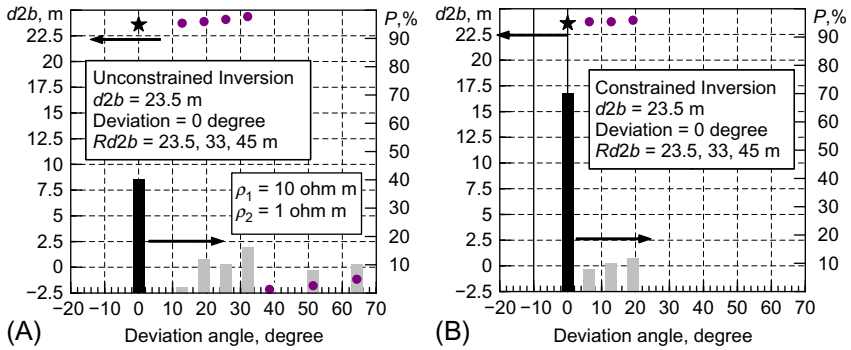 d2b, m
P,%
22.5
20
17.5
15
12.5
10
7.5
5
2.5
0
−2.5
90
80
70
60
50
40
30
20
10
Unconstrained Inversion
d2b = 23.5 m
Deviation = 0 degree
Rd2b = 23.5, 33, 45 m
ρ1 = 10 ohm m
ρ2 = 1 ohm m
−20 −10 0 10 20 30 40 50 60 70
(A)
Deviation angle, degree
d2b, m
P,%
22.5
20
17.5
15
12.5
10
7.5
5
2.5
0
−2.5
90
80
70
60
50
40
30
20
10
Constrained Inversion
d2b = 23.5 m
Deviation = 0 degree
Rd2b = 23.5, 33, 45 m
−20 −10 0 10 20 30 40 50 60 70
(B)
Deviation angle, degree